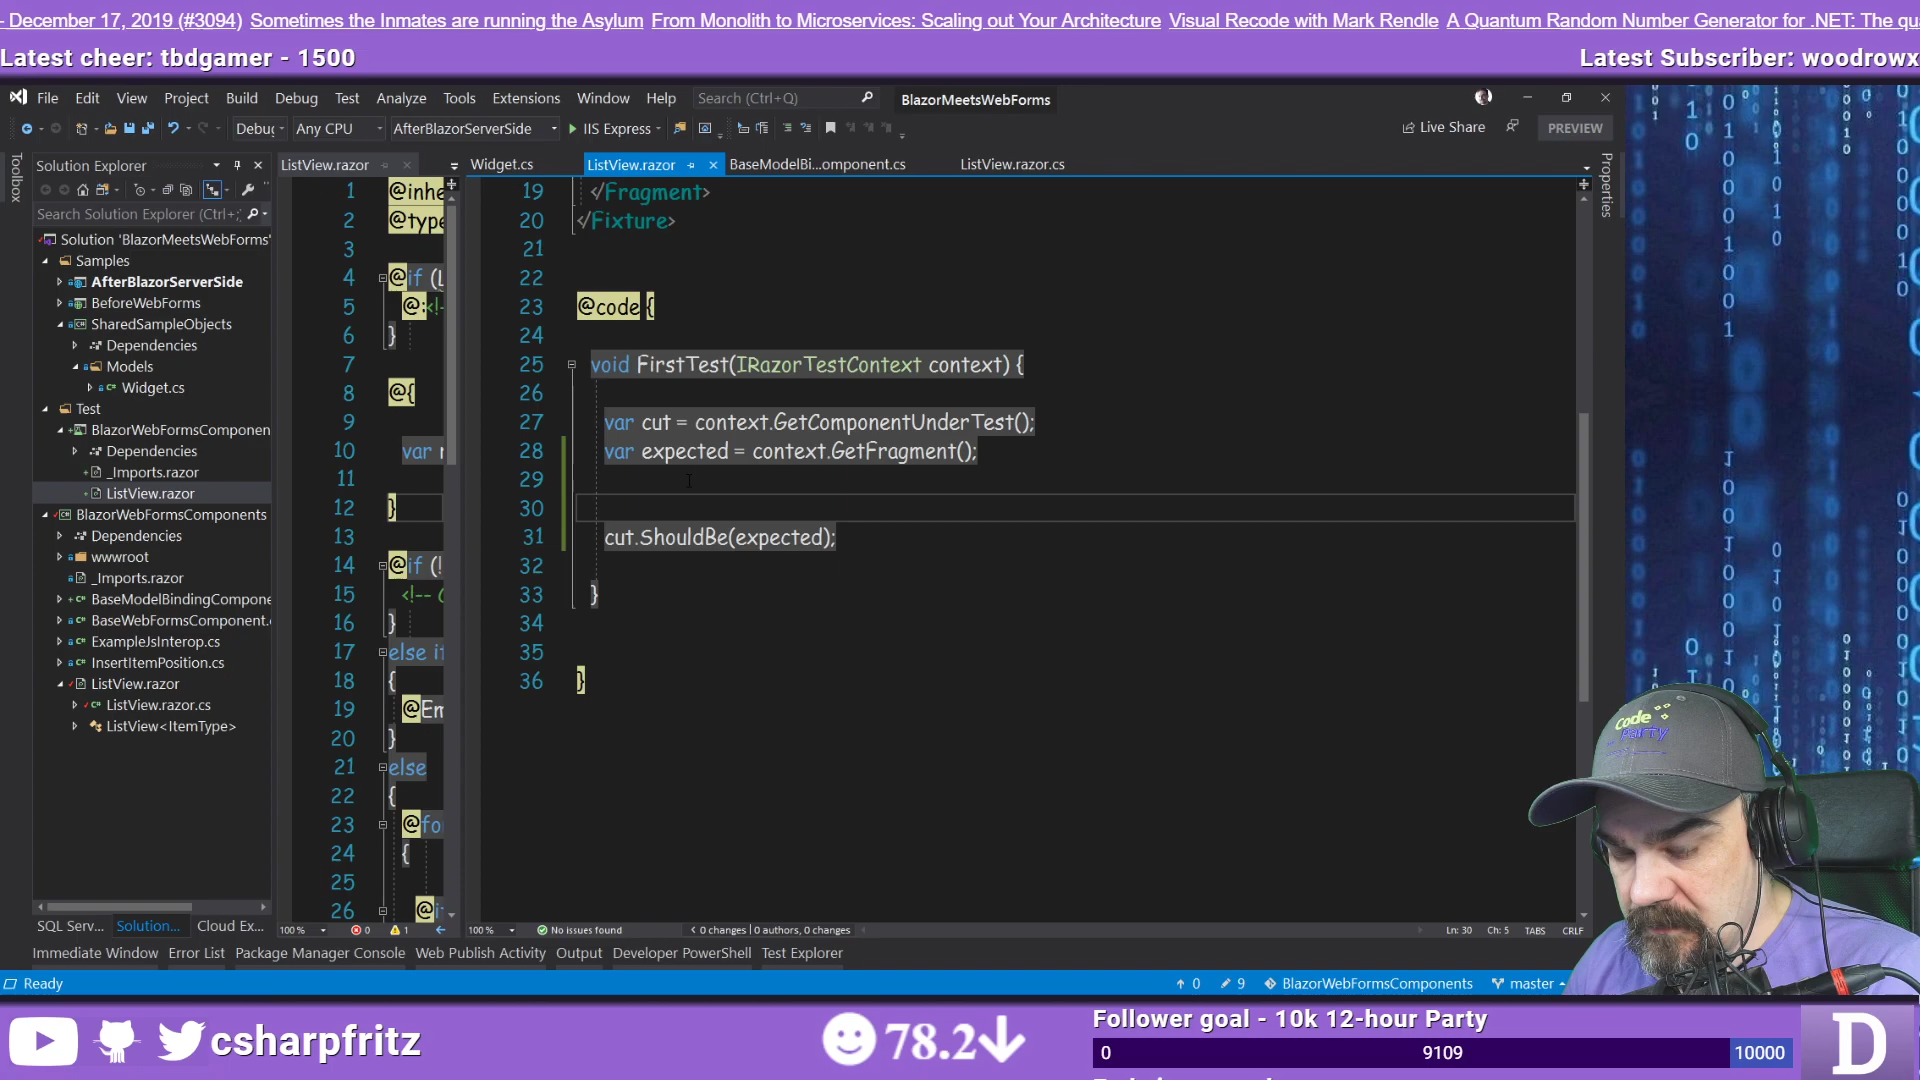 - December 17, 2019 (#3094) Sometimes the Inmates are running the Asylum From Monolith to Microservices: Scaling out Your Architecture Visual Recode with Mark Rendle A Quantum Random Number Generator for .NET: The qu
Latest cheer: tbdgamer - 1500
Latest Subscriber: woodrowx
File Edit View Project Build Debug Test Analyze Tools Extensions Window Help Search (Ctrl+Q) BlazorMeetsWebForms
Debug Any CPU AfterBlazorServerSide IIS Express Live Share PREVIEW
Toolbox
Solution Explorer
Search Solution Explorer (Ctrl+;
Solution 'BlazorMeetsWebForms'
Samples
AfterBlazorServerSide
BeforeWebForms
SharedSampleObjects
Dependencies
Models
Widget.cs
Test
BlazorWebFormsComponen
Dependencies
_Imports.razor
ListView.razor
BlazorWebFormsComponents
Dependencies
wwwroot
_Imports.razor
BaseModelBindingCompone
BaseWebFormsComponent.
ExampleJsInterop.cs
InsertItemPosition.cs
ListView.razor
ListView.razor.cs
ListView<ItemType>
SQL Serv... Solution... Cloud Ex...
ListView.razor
1 @inhe
2 @type
3
4 @if (L
5 @:<!-
6 }
7
8 @{
9
10 var r
11
12 }
13
14 @if (!
15 <!-- C
16 }
17 else if
18 {
19 @Em
20 }
21 else
22 {
23 @fo
24 {
25
26 @i
100% 0 1
Widget.cs ListView.razor BaseModelBi...omponent.cs ListView.razor.cs
19 </Fragment>
20 </Fixture>
21
22
23 @code {
24
25 void FirstTest(IRazorTestContext context) {
26
27 var cut = context.GetComponentUnderTest();
28 var expected = context.GetFragment();
29
30
31 cut.ShouldBe(expected);
32
33 }
34
35
36 }
100% No issues found < 0 changes | 0 authors, 0 changes Ln: 30 Ch: 5 TABS CRLF
Properties
Immediate Window Error List Package Manager Console Web Publish Activity Output Developer PowerShell Test Explorer
Ready 0 9 BlazorWebFormsComponents master
code
party
csharpfritz
78.2
Follower goal - 10k 12-hour Party
0 9109 10000
D